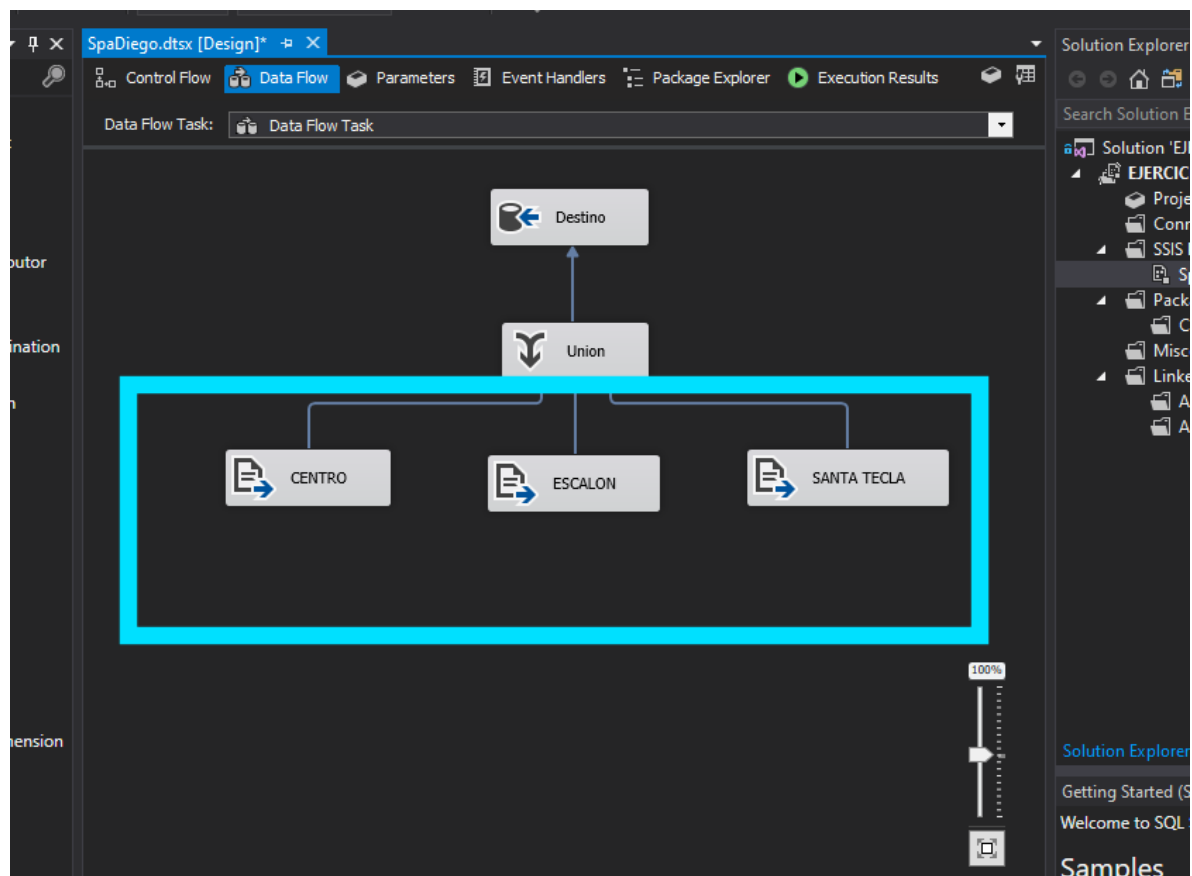 SpaDiego.dtsx [Design]*
Control Flow Data Flow Parameters Event Handlers Package Explorer Execution Results
Data Flow Task: Data Flow Task
Destino
Union
CENTRO
ESCALON
SANTA TECLA
100%
Solution Explorer
Search Solution E
Solution 'EJ
EJERCIC
Proje
Conr
SSIS
Sp
Pack
C
Misc
Linke
A
A
Solution Explorer
Getting Started (S
Welcome to SQL
Samples
butor
ination
n
nension